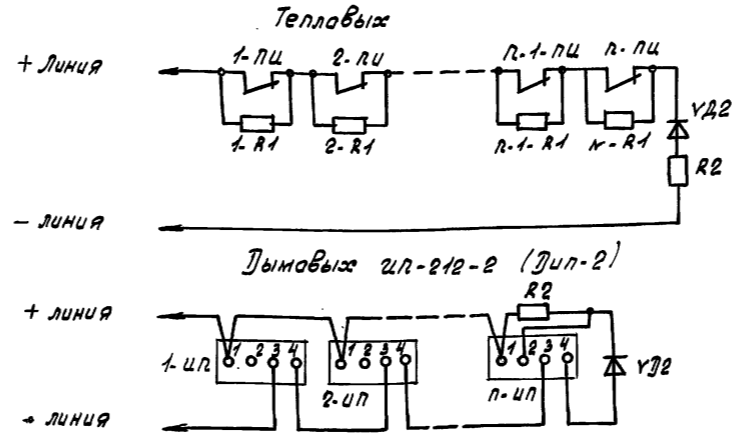 Тепловых
1-ПИ 2-ПИ п-1-ПИ п-ПИ
+ Линия
VД2
1-R1 2-R1 п-1-R1 N-R1
R2
- линия
Дымовых ИП-212-2 (Дип-2)
R2
+ линия
1 2 3 4 1 2 3 4 1 2 3 4
1-ИП
VD2
2-ИП п-ИП
+ линия